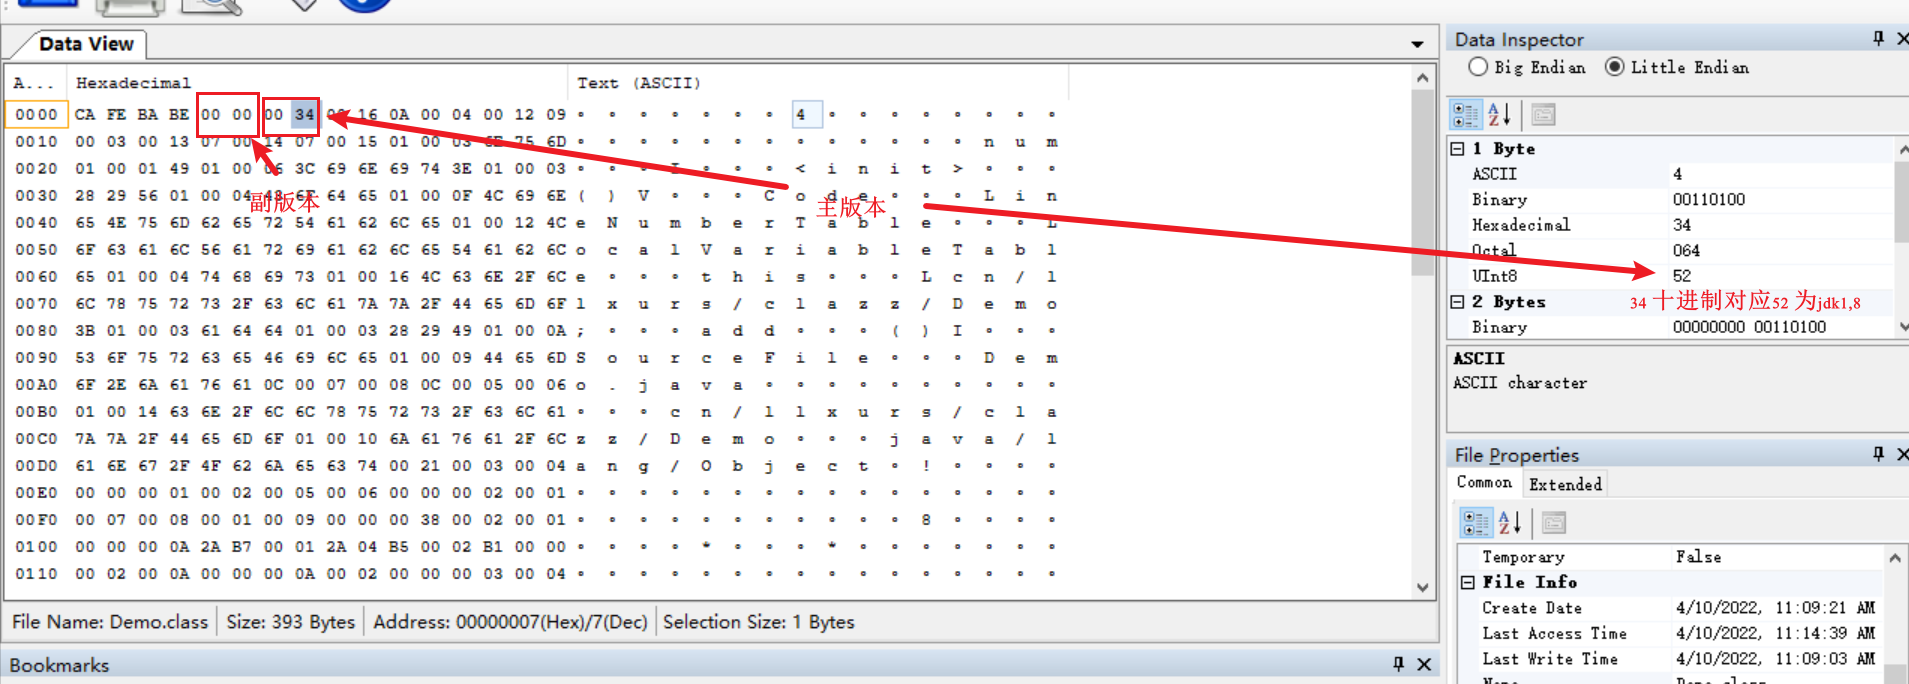 Data View
A... Hexadecimal Text (ASCII)
0000 CA FE BA BE 00 00 00 34 16 0A 00 04 00 12 09 ▫ ▫ ▫ ▫ ▫ ▫ ▫ 4 ▫ ▫ ▫ ▫ ▫ ▫ ▫ ▫
0010 00 03 00 13 07 00 14 07 00 15 01 00 03 6E 75 6D ▫ ▫ ▫ ▫ ▫ ▫ ▫ ▫ ▫ ▫ ▫ ▫ ▫ n u m
0020 01 00 01 49 01 00 06 3C 69 6E 69 74 3E 01 00 03 ▫ ▫ ▫ I ▫ ▫ ▫ < i n i t > ▫ ▫ ▫
0030 28 29 56 01 00 04 43 6F 64 65 01 00 0F 4C 69 6E ( ) V ▫ ▫ ▫ C o d e ▫ ▫ ▫ L i n
副版本
主版本
0040 65 4E 75 6D 62 65 72 54 61 62 6C 65 01 00 12 4C e N u m b e r T a b l e ▫ ▫ ▫ L
0050 6F 63 61 6C 56 61 72 69 61 62 6C 65 54 61 62 6C o c a l V a r i a b l e T a b l
0060 65 01 00 04 74 68 69 73 01 00 16 4C 63 6E 2F 6C e ▫ ▫ ▫ t h i s ▫ ▫ ▫ L c n / l
0070 6C 78 75 72 73 2F 63 6C 61 7A 7A 2F 44 65 6D 6F l x u r s / c l a z z / D e m o
0080 3B 01 00 03 61 64 64 01 00 03 28 29 49 01 00 0A ; ▫ ▫ ▫ a d d ▫ ▫ ▫ ( ) I ▫ ▫ ▫
0090 53 6F 75 72 63 65 46 69 6C 65 01 00 09 44 65 6D S o u r c e F i l e ▫ ▫ ▫ D e m
00A0 6F 2E 6A 61 76 61 0C 00 07 00 08 0C 00 05 00 06 o . j a v a ▫ ▫ ▫ ▫ ▫ ▫ ▫ ▫ ▫ ▫
00B0 01 00 14 63 6E 2F 6C 6C 78 75 72 73 2F 63 6C 61 ▫ ▫ ▫ c n / l l x u r s / c l a
00C0 7A 7A 2F 44 65 6D 6F 01 00 10 6A 61 76 61 2F 6C z z / D e m o ▫ ▫ ▫ j a v a / l
00D0 61 6E 67 2F 4F 62 6A 65 63 74 00 21 00 03 00 04 a n g / O b j e c t ▫ ! ▫ ▫ ▫ ▫
00E0 00 00 00 01 00 02 00 05 00 06 00 00 00 02 00 01 ▫ ▫ ▫ ▫ ▫ ▫ ▫ ▫ ▫ ▫ ▫ ▫ ▫ ▫ ▫ ▫
00F0 00 07 00 08 00 01 00 09 00 00 00 38 00 02 00 01 ▫ ▫ ▫ ▫ ▫ ▫ ▫ ▫ ▫ ▫ ▫ 8 ▫ ▫ ▫ ▫
0100 00 00 00 0A 2A B7 00 01 2A 04 B5 00 02 B1 00 00 ▫ ▫ ▫ ▫ * ▫ ▫ ▫ * ▫ ▫ ▫ ▫ ▫ ▫ ▫
0110 00 02 00 0A 00 00 00 0A 00 02 00 00 00 03 00 04 ▫ ▫ ▫ ▫ ▫ ▫ ▫ ▫ ▫ ▫ ▫ ▫ ▫ ▫ ▫ ▫
File Name: Demo.class Size: 393 Bytes Address: 00000007(Hex)/7(Dec) Selection Size: 1 Bytes
Bookmarks
Data Inspector
Big Endian Little Endian
1 Byte
ASCII 4
Binary 00110100
Hexadecimal 34
Octal 064
UInt8 52
34 十进制对应52 为jdk1,8
2 Bytes
Binary 00000000 00110100
ASCII
ASCII character
File Properties
Common Extended
Temporary False
File Info
Create Date 4/10/2022, 11:09:21 AM
Last Access Time 4/10/2022, 11:14:39 AM
Last Write Time 4/10/2022, 11:09:03 AM